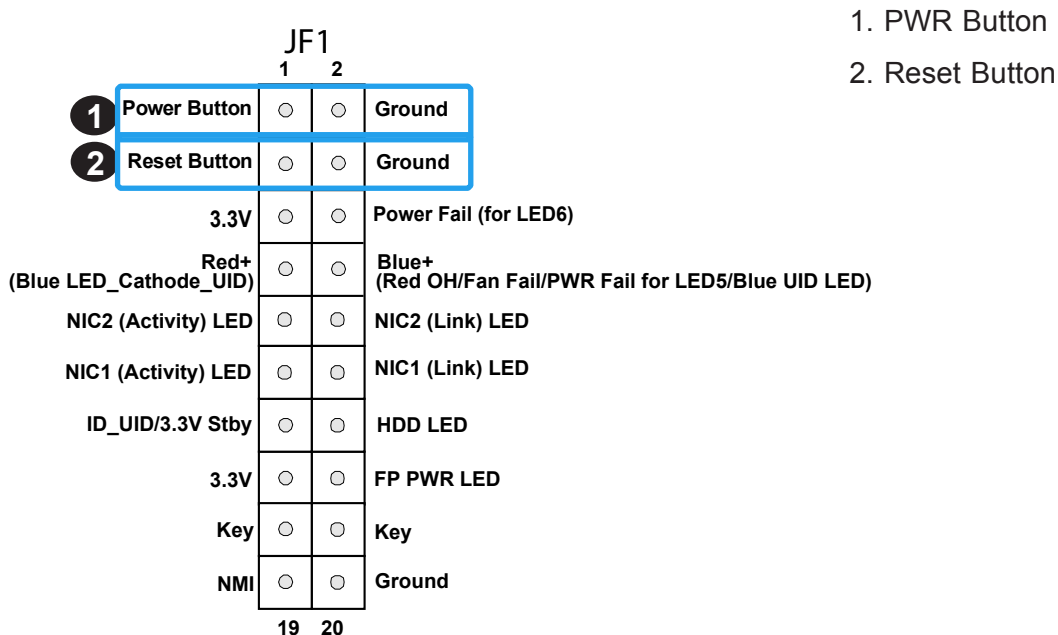 1. PWR Button
2. Reset Button
JF1
1 2
1 Power Button Ground
2 Reset Button Ground
3.3V Power Fail (for LED6)
Red+ Blue+
(Blue LED_Cathode_UID) (Red OH/Fan Fail/PWR Fail for LED5/Blue UID LED)
NIC2 (Activity) LED NIC2 (Link) LED
NIC1 (Activity) LED NIC1 (Link) LED
ID_UID/3.3V Stby HDD LED
3.3V FP PWR LED
Key Key
NMI Ground
19 20